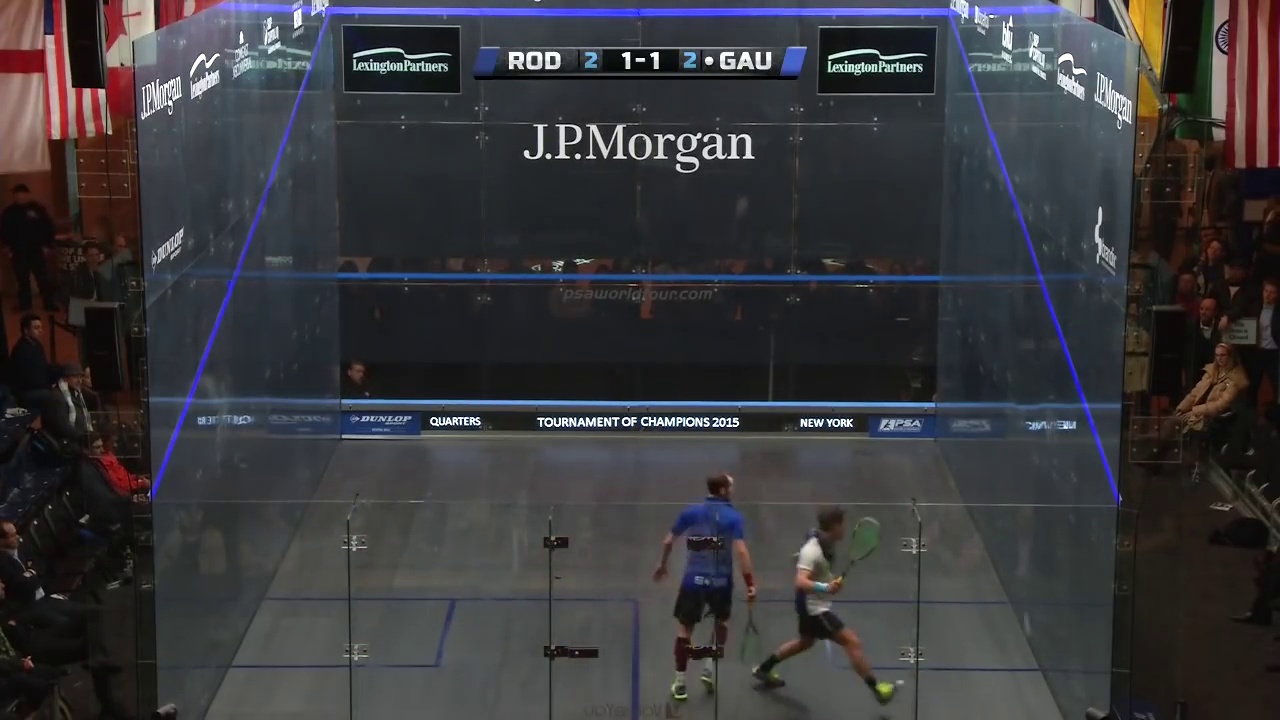 LexingtonPartners
ROD 2 1-1 2 • GAU
LexingtonPartners
J.P.Morgan
J.P.Morgan
J.P.Morgan
DUNLOP
psaworldtour.com
DUNLOP
QUARTERS
TOURNAMENT OF CHAMPIONS 2015
NEW YORK
PSA